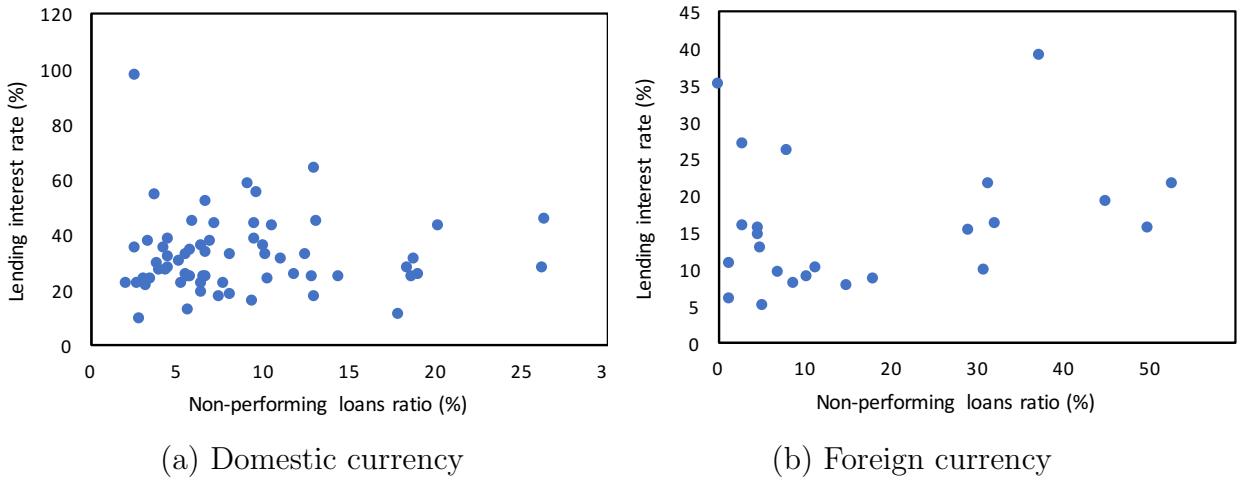 120
100
80
60
40
20
0
Lending interest rate (%)
0 5 10 15 20 25 3
Non-performing loans ratio (%)
(a) Domestic currency
45
40
35
30
25
20
15
10
5
0
Lending interest rate (%)
0 10 20 30 40 50
Non-performing loans ratio (%)
(b) Foreign currency